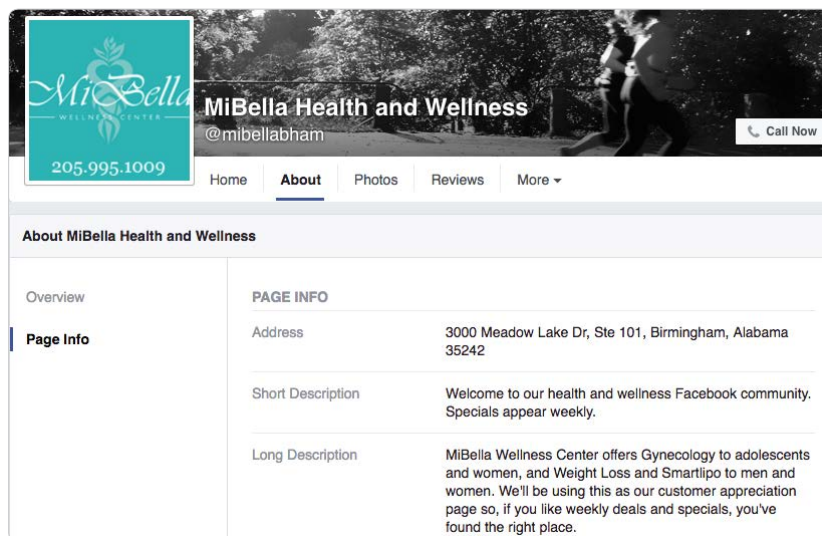 MiBella
WELLNESS CENTER
205.995.1009
MiBella Health and Wellness
@mibellabham
Call Now
Home About Photos Reviews More
About MiBella Health and Wellness
Overview
Page Info
PAGE INFO
Address
3000 Meadow Lake Dr, Ste 101, Birmingham, Alabama
35242
Short Description
Welcome to our health and wellness Facebook community.
Specials appear weekly.
Long Description
MiBella Wellness Center offers Gynecology to adolescents
and women, and Weight Loss and Smartlipo to men and
women. We'll be using this as our customer appreciation
page so, if you like weekly deals and specials, you've
found the right place.